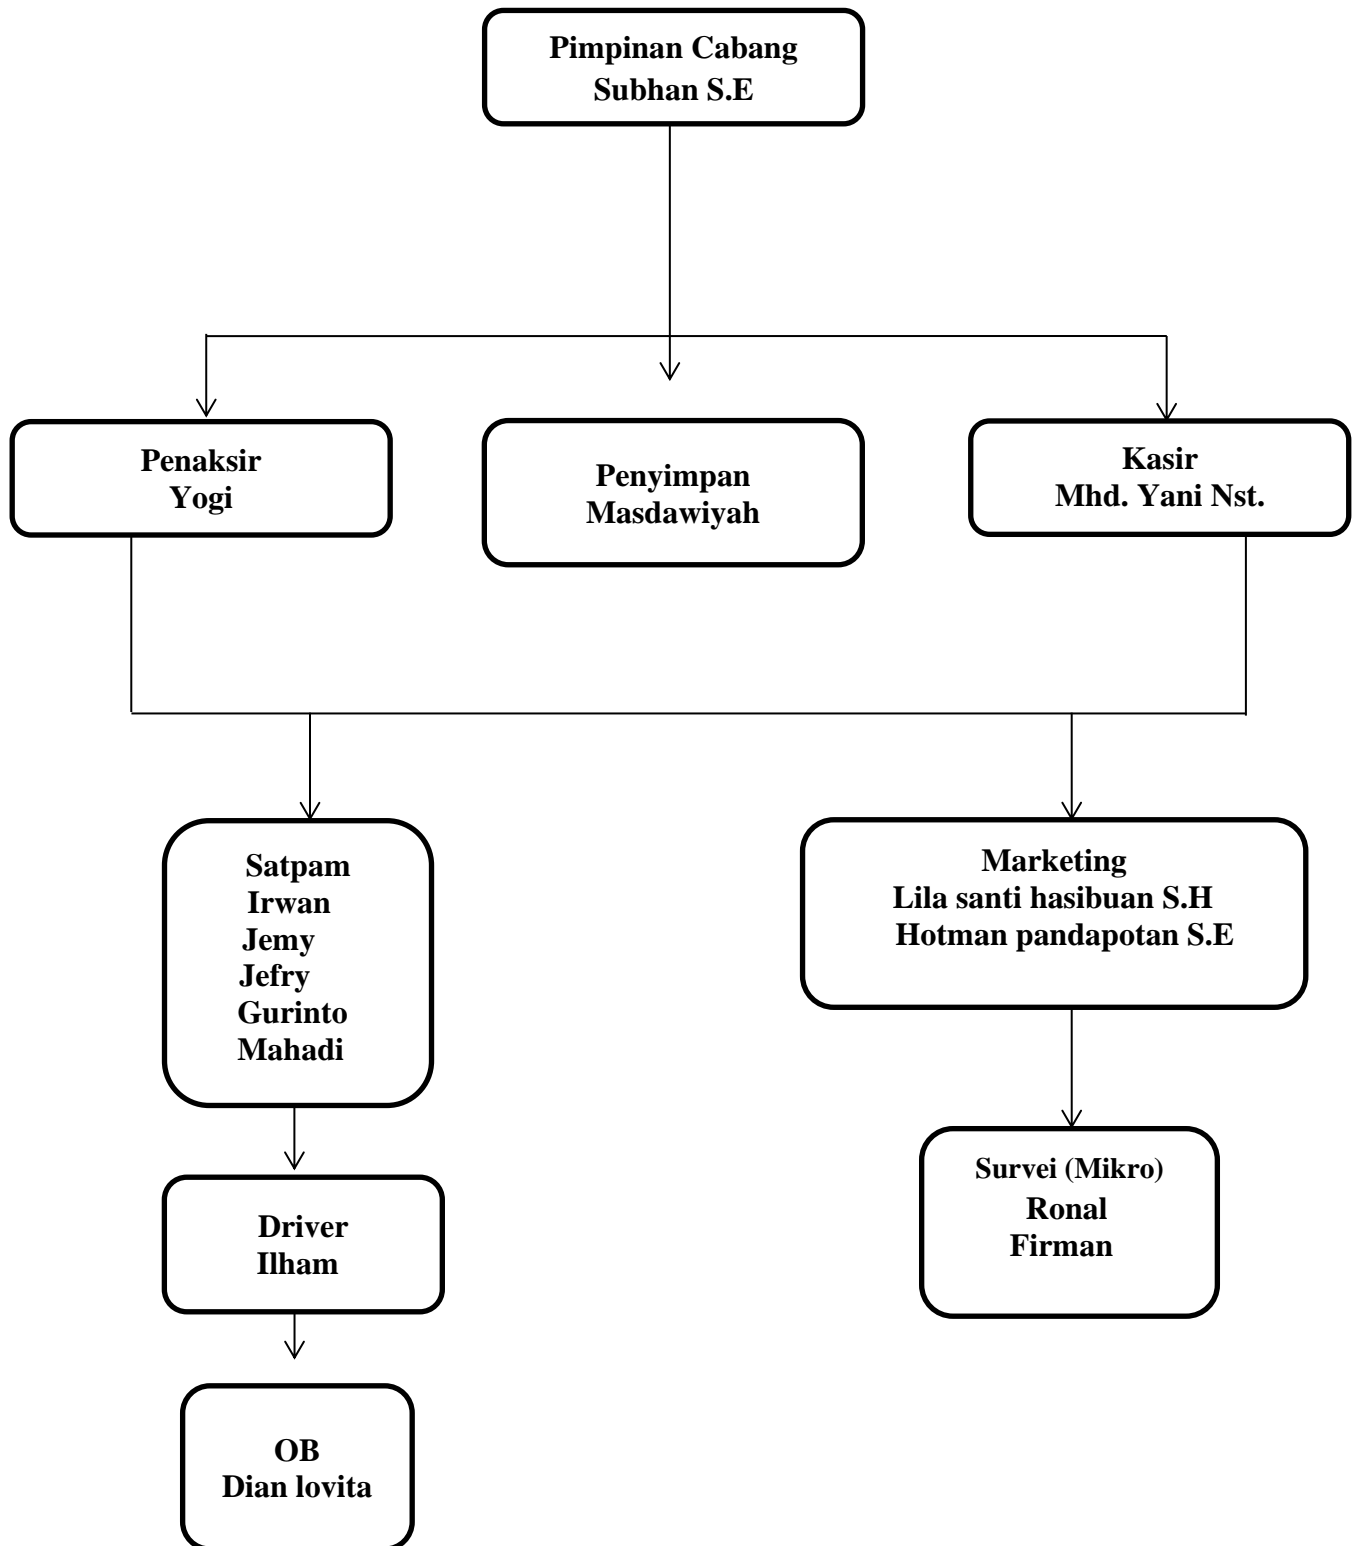 Pimpinan Cabang
Subhan S.E
Penaksir
Yogi
Penyimpan
Masdawiyah
Kasir
Mhd. Yani Nst.
Satpam
Irwan
Jemy
Jefry
Gurinto
Mahadi
Marketing
Lila santi hasibuan S.H
Hotman pandapotan S.E
Driver
Ilham
Survei (Mikro)
Ronal
Firman
OB
Dian lovita